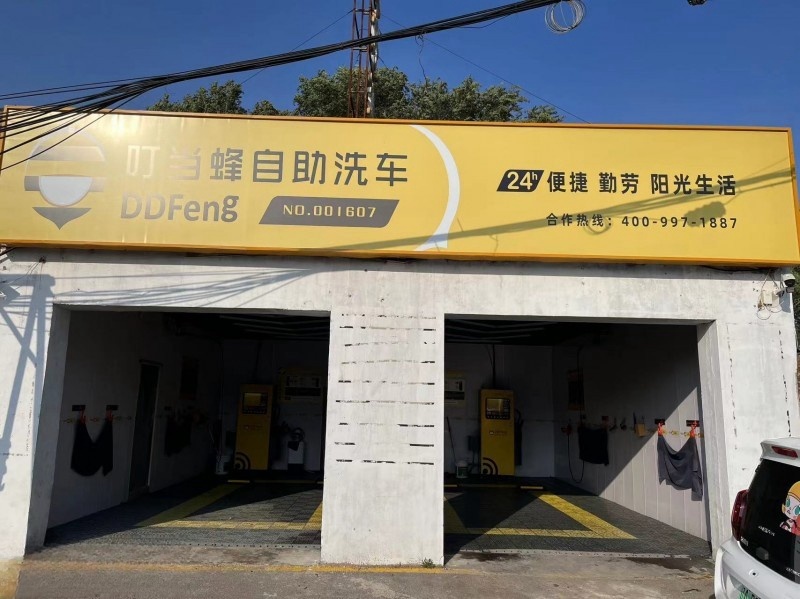 叮当蜂自助洗车
DDFeng
NO.001607
24h 便捷 勤劳 阳光生活
合作热线：400-997-1887